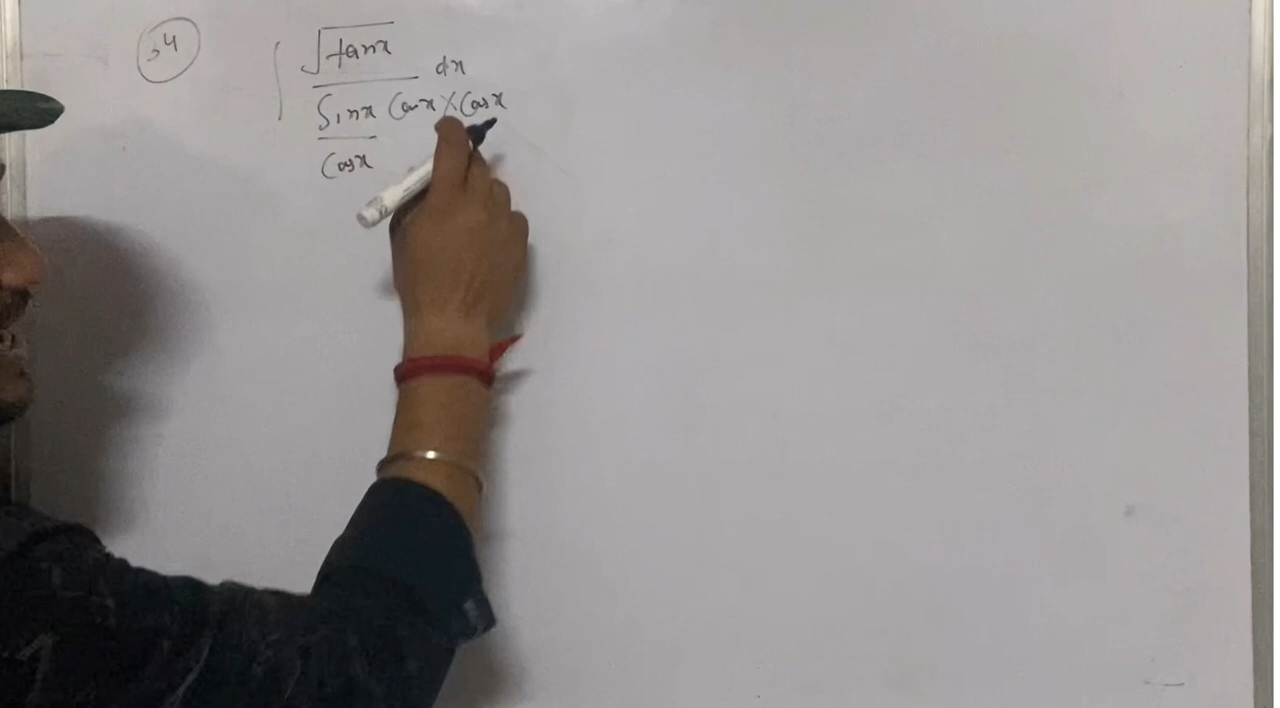 34
∫ √tanx dx
Sinx Cosx × Cosx
Cosx